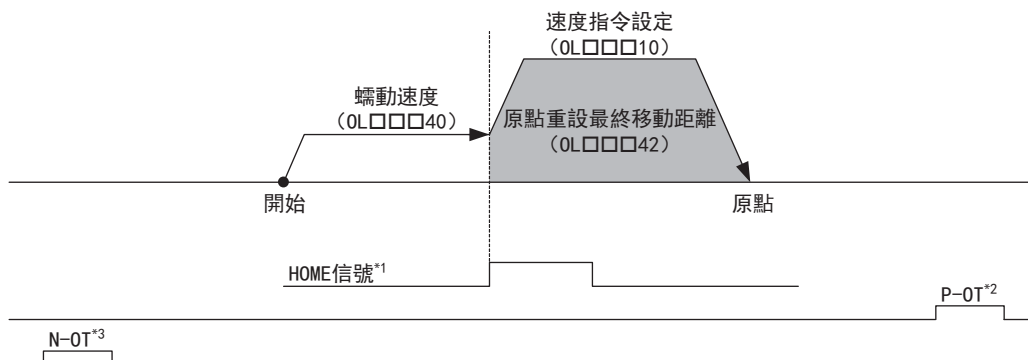 速度指令設定
（OL□□□10）
蠕動速度
（OL□□□40）
原點重設最終移動距離
（OL□□□42）
開始
原點
HOME信號*1
P-OT*2
N-OT*3